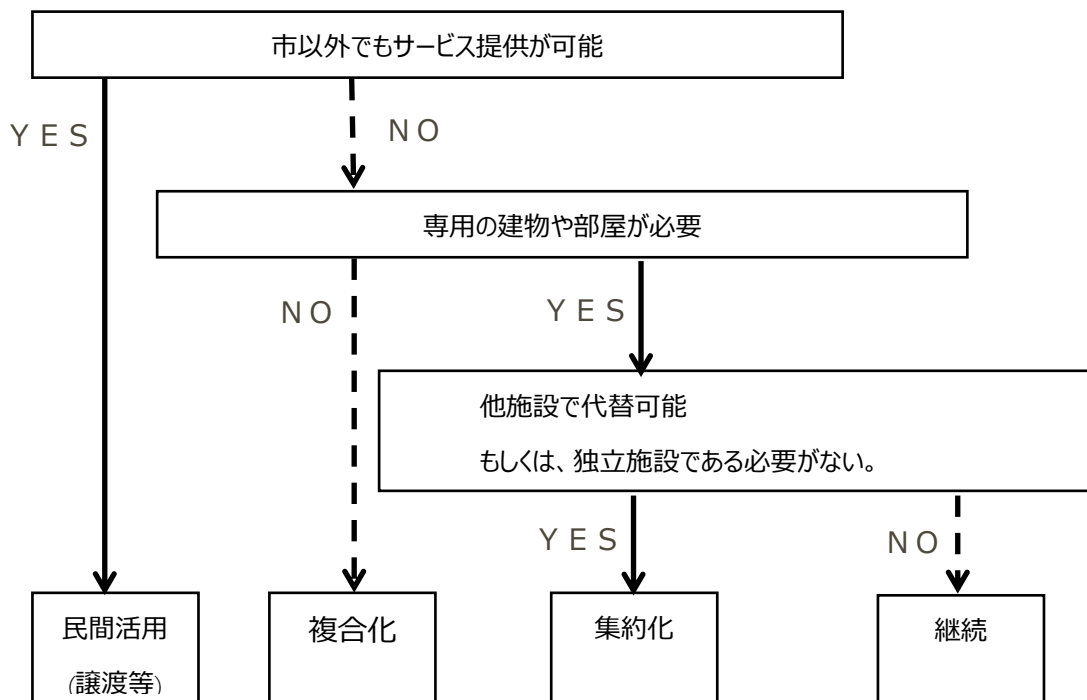 市以外でもサービス提供が可能
ＹＥＳ
ＮＯ
専用の建物や部屋が必要
ＮＯ
ＹＥＳ
他施設で代替可能
もしくは、独立施設である必要がない。
ＹＥＳ
ＮＯ
民間活用
(譲渡等)
複合化
集約化
継続